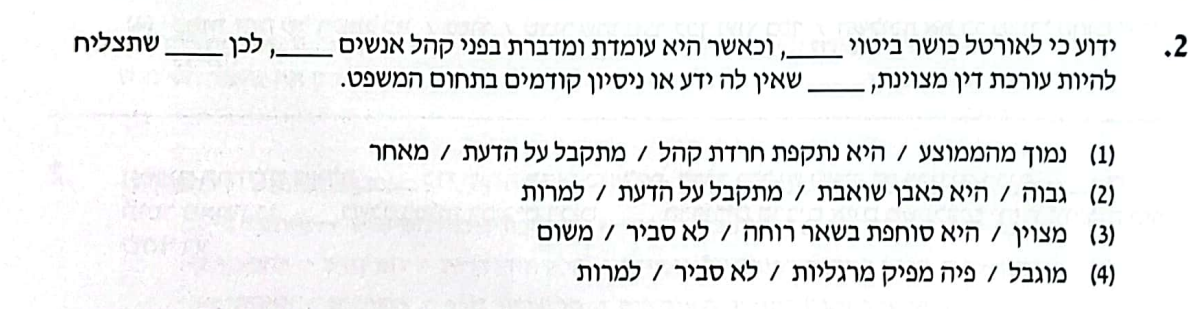 2. ידוע כי לאורטל כושר ביטוי ____, וכאשר היא עומדת ומדברת בפני קהל אנשים ____, לכן ____ שתצליח
להיות עורכת דין מצוינת, ____ שאין לה ידע או ניסיון קודמים בתחום המשפט.
(1) נמוך מהממוצע / היא נתקפת חרדת קהל / מתקבל על הדעת / מאחר
(2) גבוה / היא כאבן שואבת / מתקבל על הדעת / למרות
(3) מצוין / היא סוחפת בשאר רוחה / לא סביר / משום
(4) מוגבל / פיה מפיק מרגליות / לא סביר / למרות